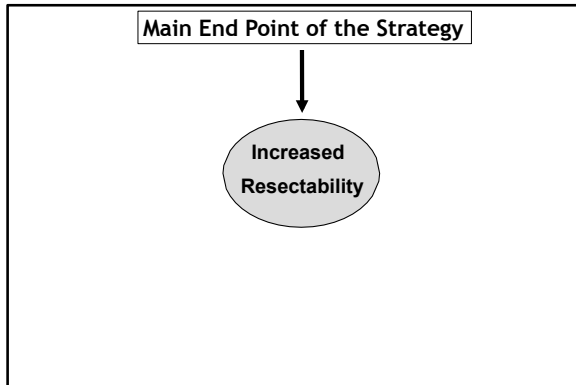 Main End Point of the Strategy
Increased
Resectability